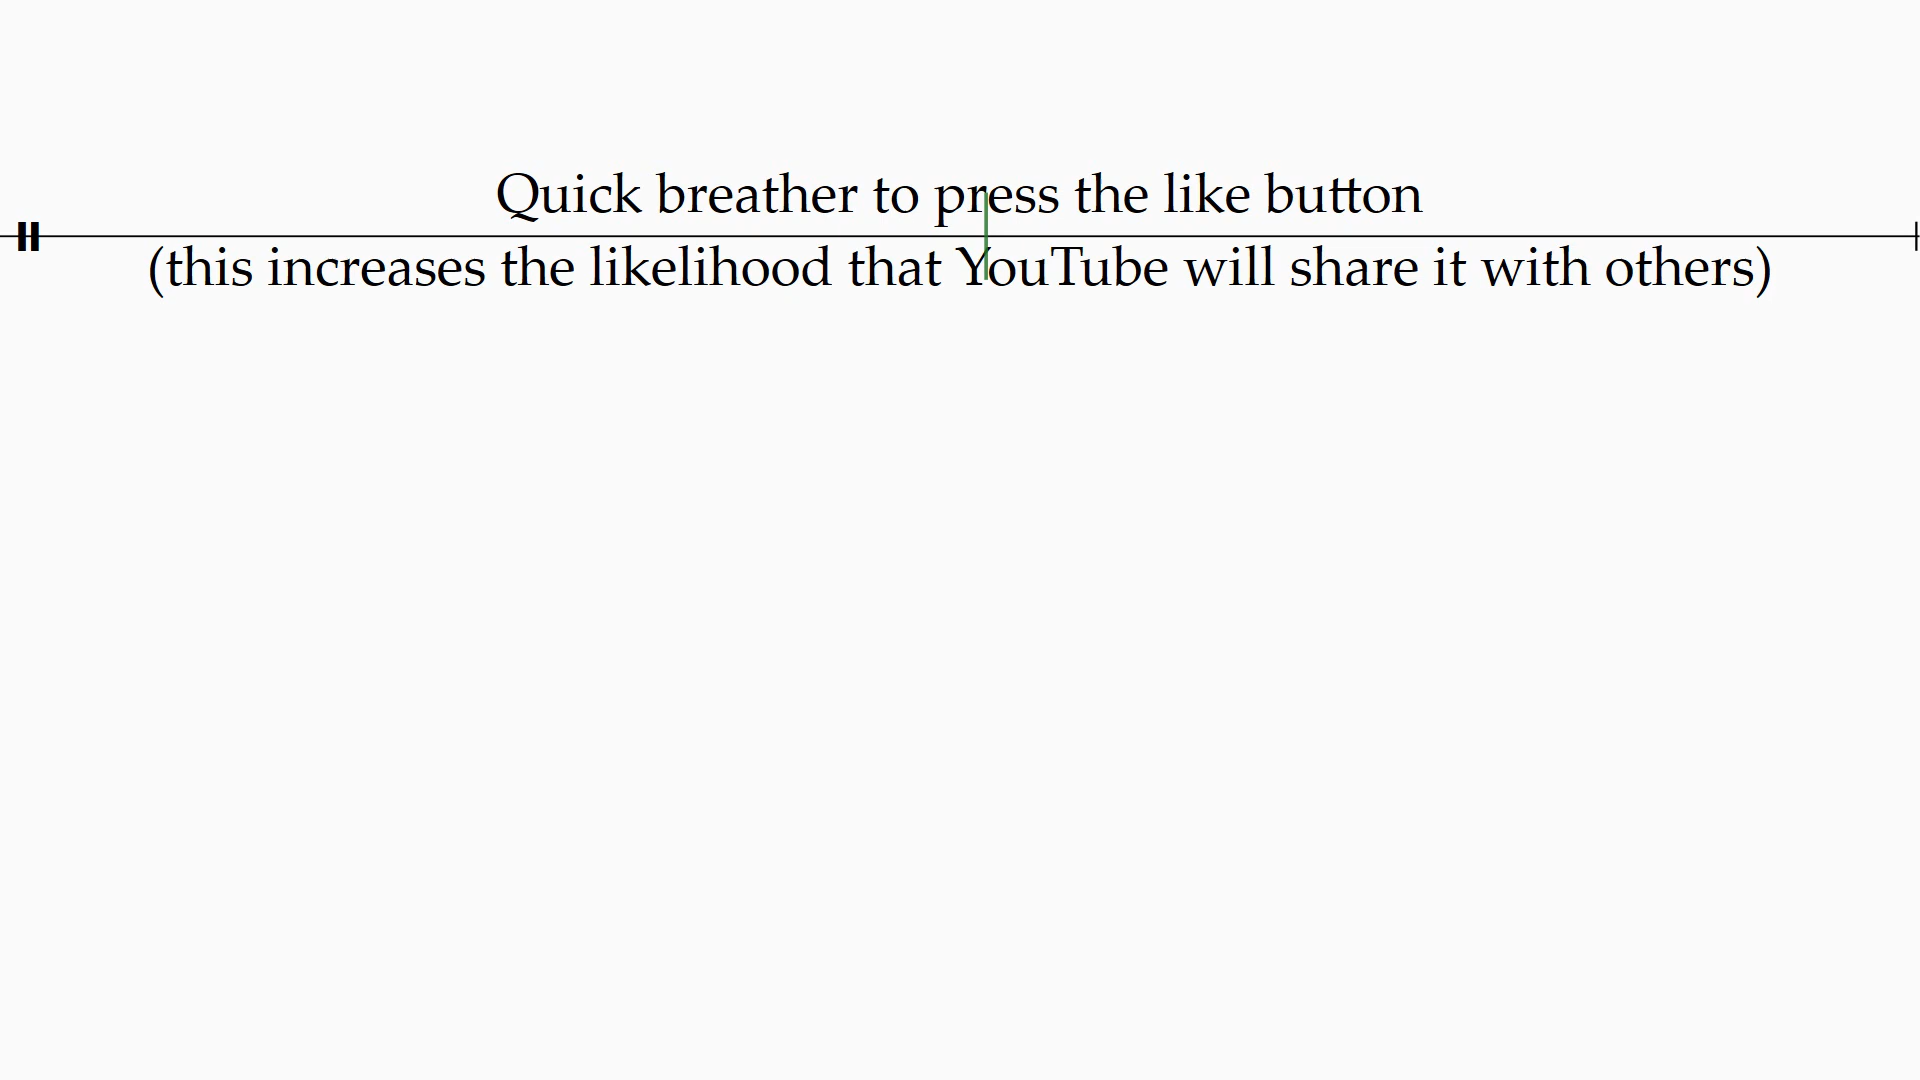 Quick breather to press the like button
(this increases the likelihood that YouTube will share it with others)